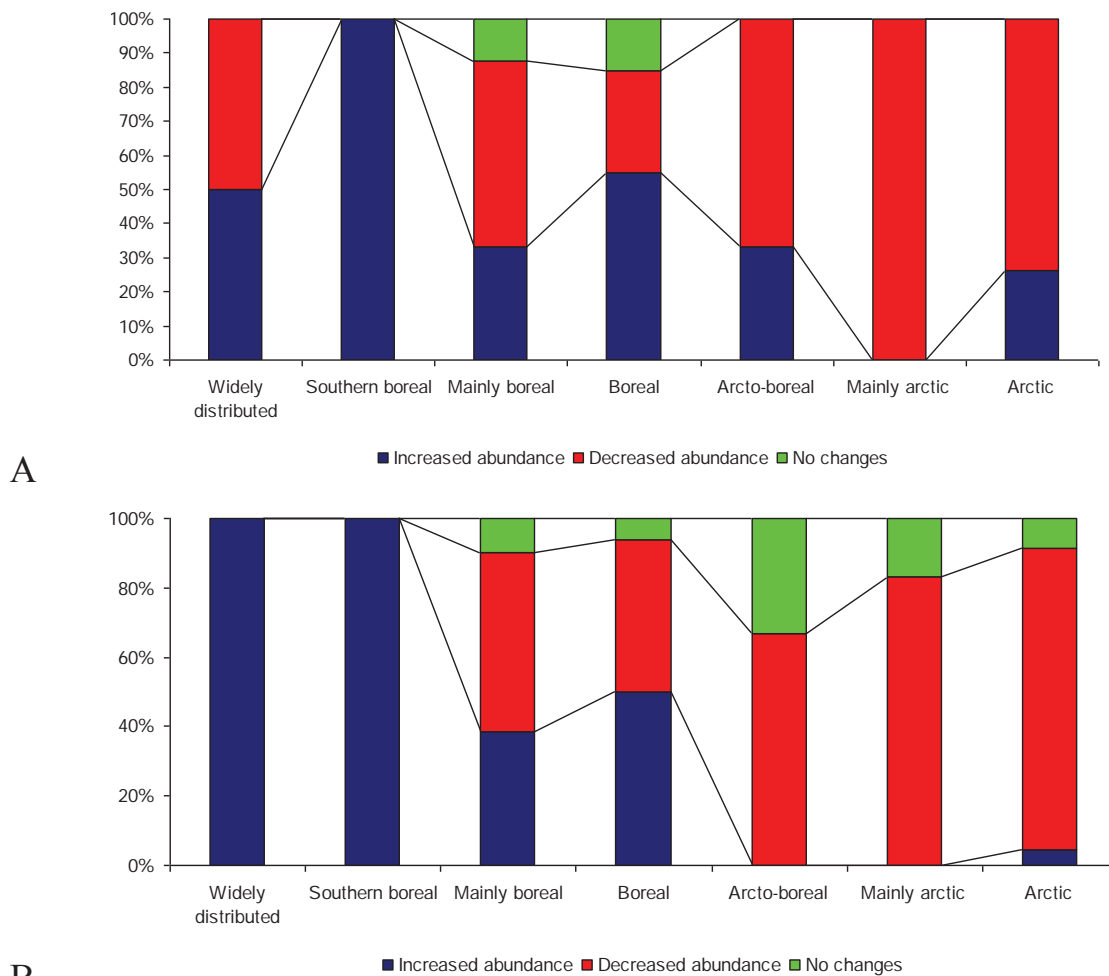 100%
90%
80%
70%
60%
50%
40%
30%
20%
10%
0%
Widely distributed
Southern boreal
Mainly boreal
Boreal
Arcto-boreal
Mainly arctic
Arctic
Increased abundance Decreased abundance No changes
A
100%
80%
60%
40%
20%
0%
Widely distributed
Southern boreal
Mainly boreal
Boreal
Arcto-boreal
Mainly arctic
Arctic
Increased abundance Decreased abundance No changes
B